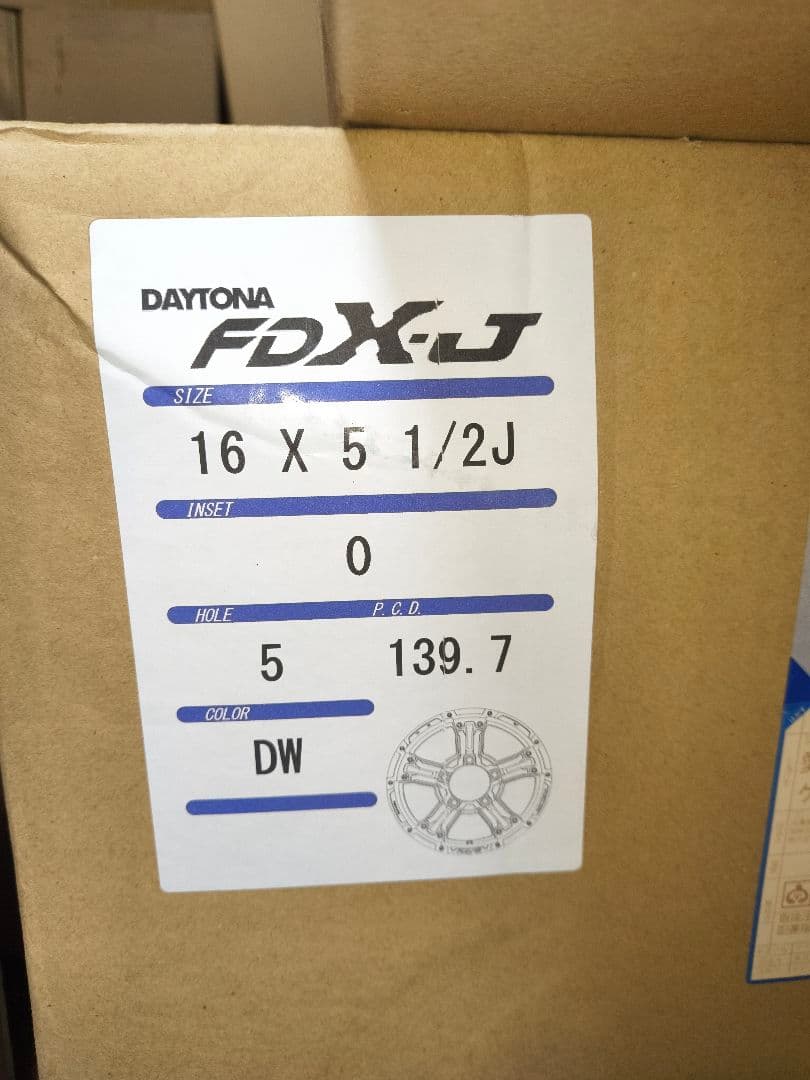 DAYTONA
FDX-J
SIZE
16 X 5 1/2J
INSET
0
HOLE P.C.D.
5 139.7
COLOR
DW